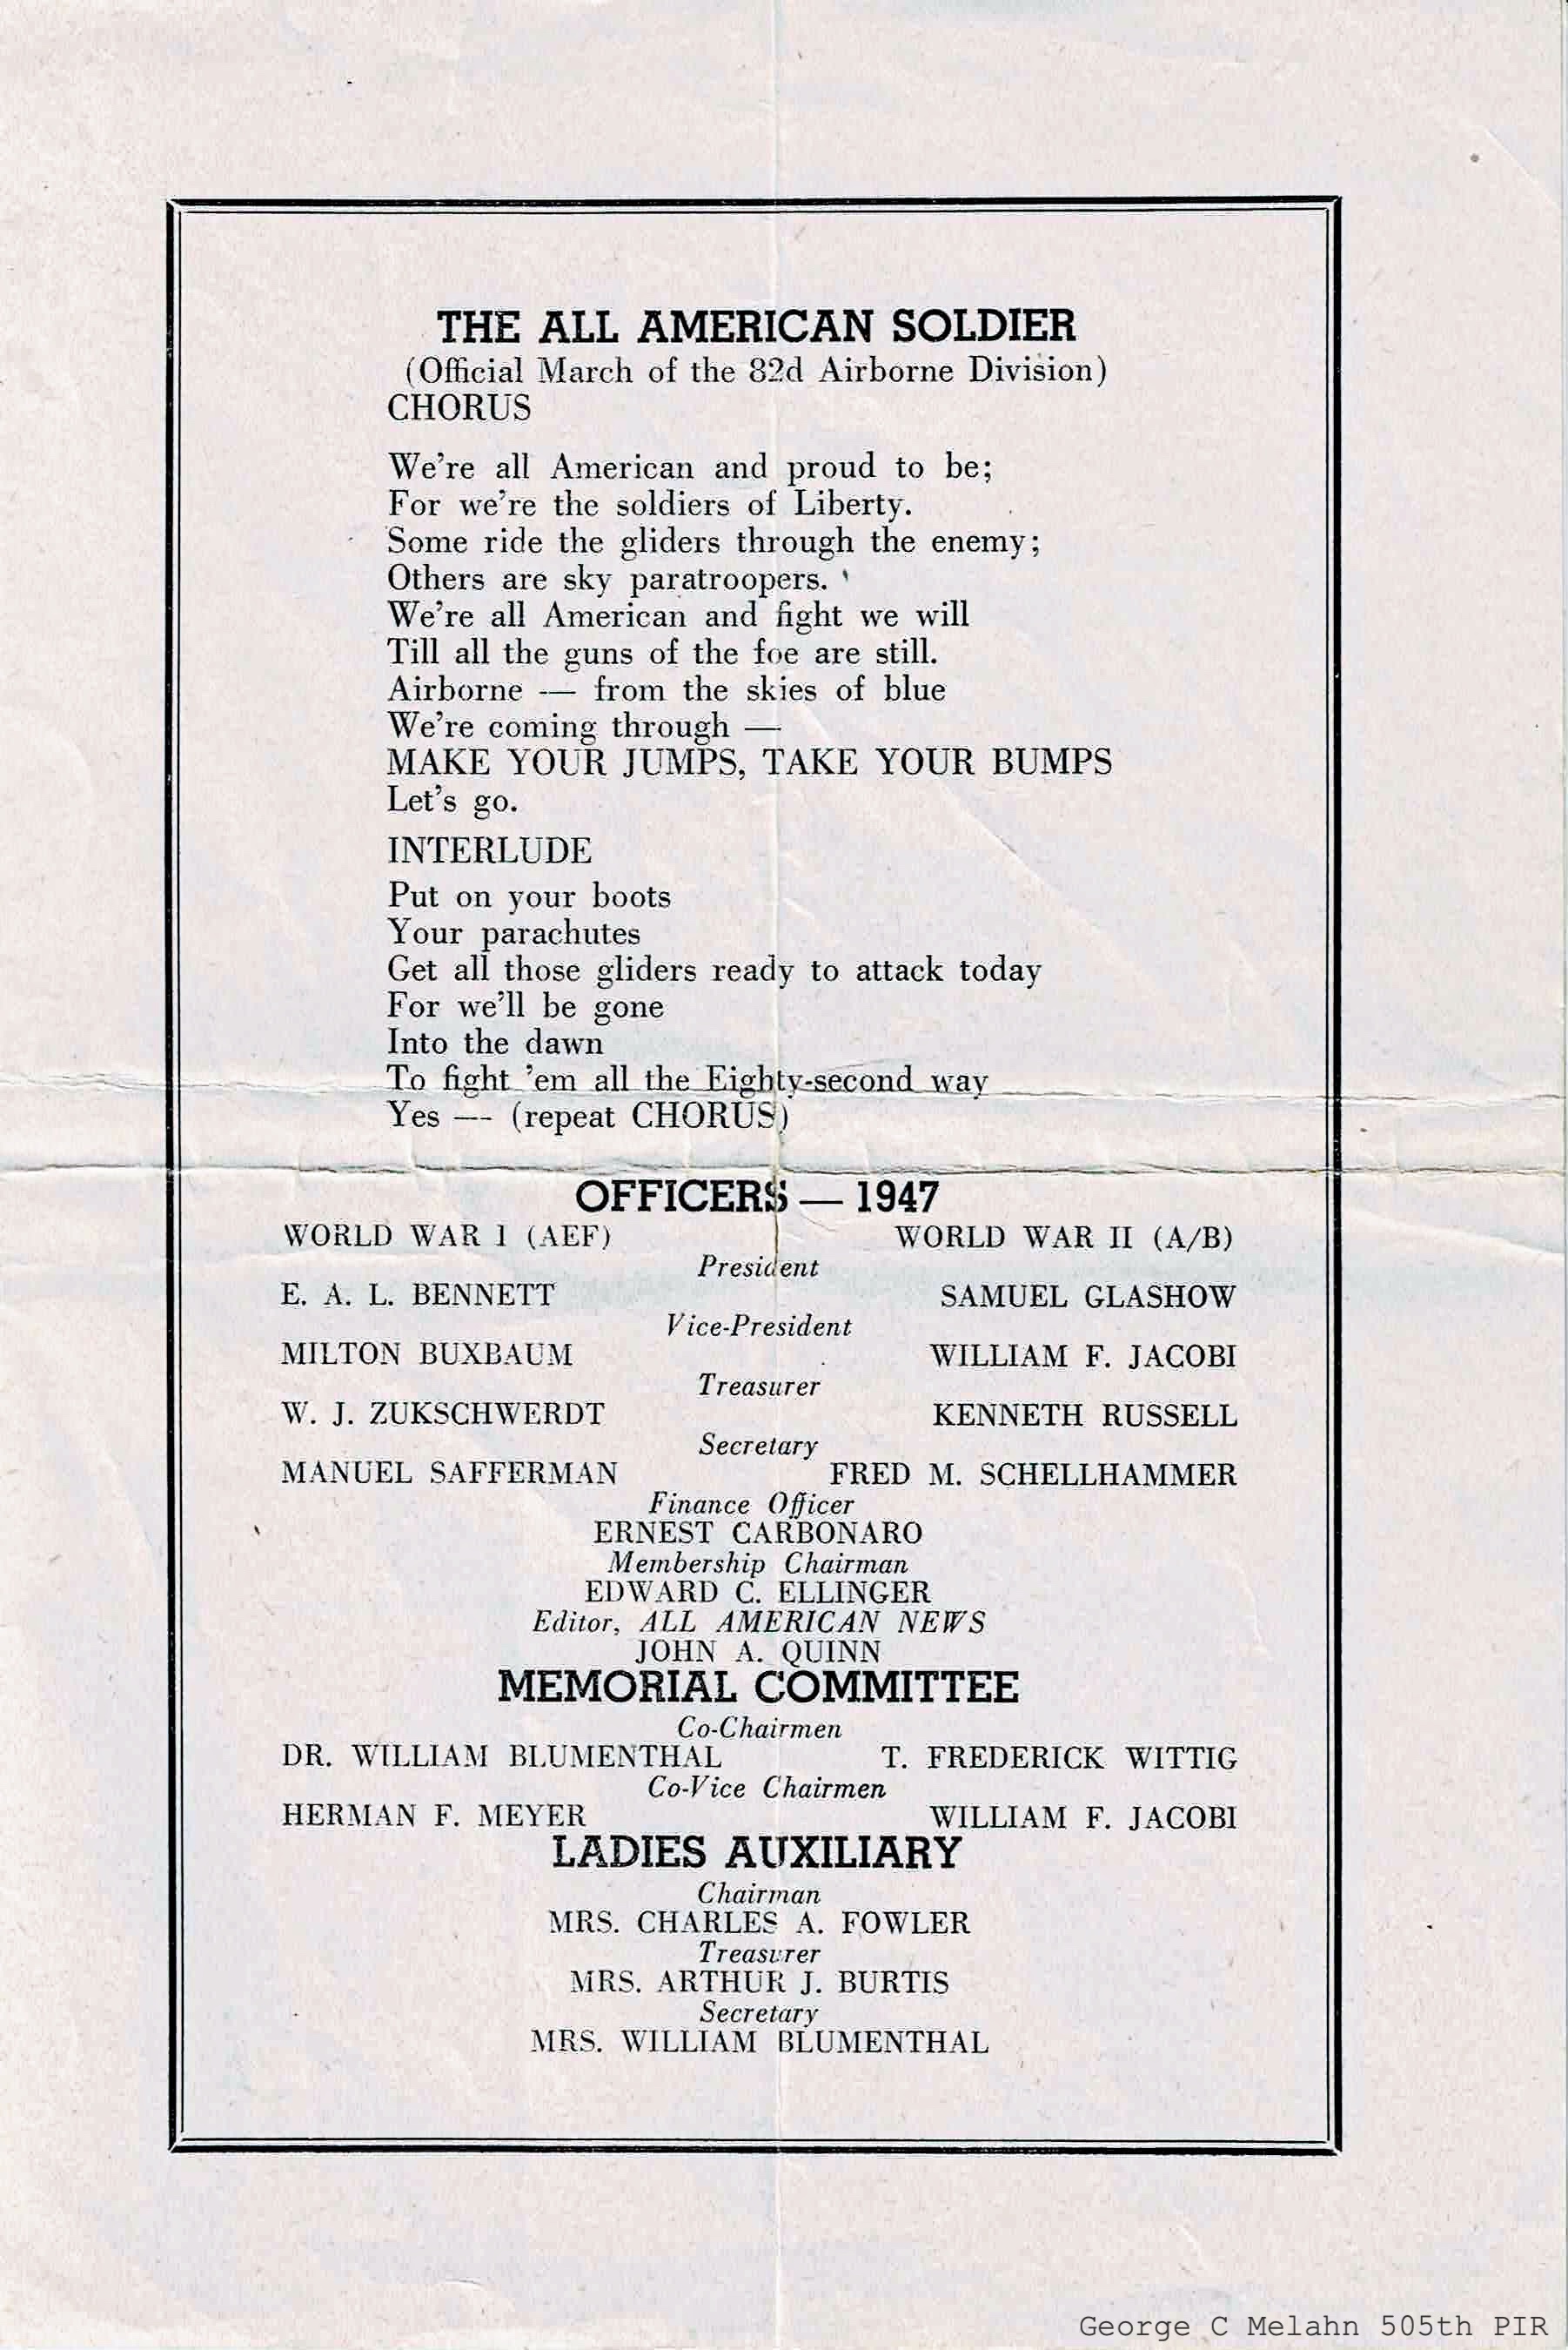 THE ALL AMERICAN SOLDIER
(Official March of the 82d Airborne Division)
CHORUS
We're all American and proud to be;
For we're the soldiers of Liberty.
Some ride the gliders through the enemy;
Others are sky paratroopers.
We're all American and fight we will
Till all the guns of the foe are still.
Airborne — from the skies of blue
We're coming through —
MAKE YOUR JUMPS, TAKE YOUR BUMPS
Let's go.
INTERLUDE
Put on your boots
Your parachutes
Get all those gliders ready to attack today
For we'll be gone
Into the dawn
To fight 'em all the Eighty-second way
Yes — (repeat CHORUS)
OFFICERS — 1947
WORLD WAR I (AEF) WORLD WAR II (A/B)
President
E. A. L. BENNETT SAMUEL GLASHOW
Vice-President
MILTON BUXBAUM WILLIAM F. JACOBI
Treasurer
W. J. ZUKSCHWERDT KENNETH RUSSELL
Secretary
MANUEL SAFFERMAN FRED M. SCHELLHAMMER
Finance Officer
ERNEST CARBONARO
Membership Chairman
EDWARD C. ELLINGER
Editor, ALL AMERICAN NEWS
JOHN A. QUINN
MEMORIAL COMMITTEE
Co-Chairmen
DR. WILLIAM BLUMENTHAL T. FREDERICK WITTIG
Co-Vice Chairmen
HERMAN F. MEYER WILLIAM F. JACOBI
LADIES AUXILIARY
Chairman
MRS. CHARLES A. FOWLER
Treasurer
MRS. ARTHUR J. BURTIS
Secretary
MRS. WILLIAM BLUMENTHAL
George C Melahn 505th PIR